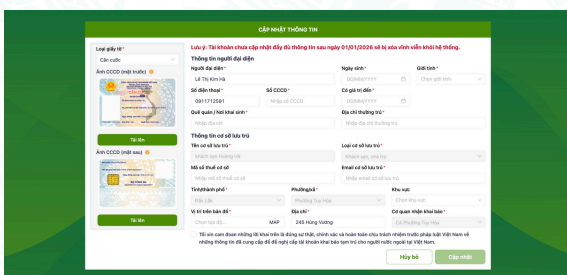 CẬP NHẬT THÔNG TIN
Loại giấy tờ*
Căn cước
Ảnh CCCD (mặt trước)
Tải lên
Ảnh CCCD (mặt sau)
Tải lên
Lưu ý: Tài khoản chưa cập nhật đầy đủ thông tin sau ngày 01/01/2026 sẽ bị xóa vĩnh viễn khỏi hệ thống.
Thông tin người đại diện
Người đại diện* Ngày sinh* Giới tính*
Lê Thị Kim Hà DD/MM/YYYY Chọn giới tính
Số điện thoại* Số CCCD* Có giá trị đến*
0911712091 Nhập số CCCD DD/MM/YYYY
Quê quán / Nơi khai sinh* Địa chỉ thường trú*
Nhập địa chỉ Nhập địa chỉ thường trú
Thông tin cơ sở lưu trú
Tên cơ sở lưu trú* Loại cơ sở lưu trú*
Khách sạn Hoàng Hà Khách sạn, nhà trọ
Mã số thuế cơ sở Email cơ sở lưu trú*
Nhập mã số thuế cơ sở Nhập email cơ sở lưu trú
Tỉnh/thành phố* Phường/xã* Khu vực
Đắk Lắk Phường Tuy Hòa Chọn khu vực
Vị trí trên bản đồ* Địa chỉ* Cơ quan nhận khai báo*
Chọn tọa độ... MAP 245 Hùng Vương CA Phường Tuy Hòa
Tôi xin cam đoan những lời khai trên là đúng sự thật, chính xác và hoàn toàn chịu trách nhiệm trước pháp luật Việt Nam về
những thông tin đã cung cấp để đề nghị cấp tài khoản khai báo tạm trú cho người nước ngoài tại Việt Nam.
Hủy bỏ Cập nhật